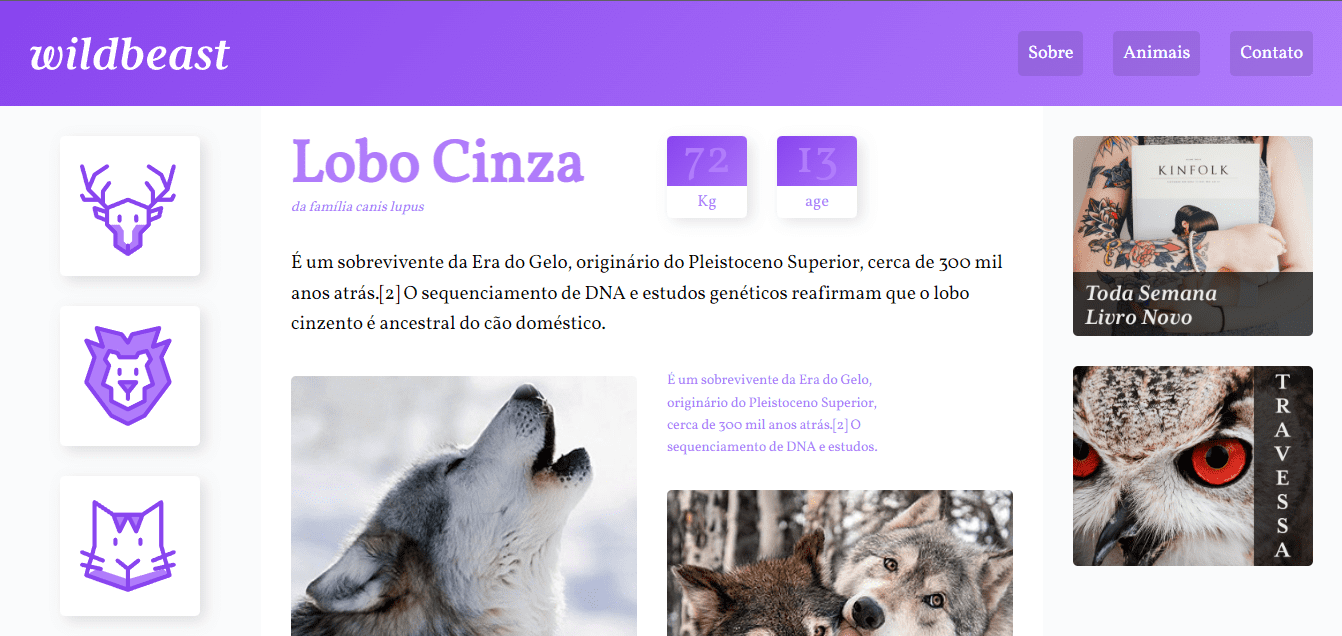 wildbeast
Sobre
Animais
Contato
Lobo Cinza
da família canis lupus
72
Kg
13
age
É um sobrevivente da Era do Gelo, originário do Pleistoceno Superior, cerca de 300 mil
anos atrás.[2] O sequenciamento de DNA e estudos genéticos reafirmam que o lobo
cinzento é ancestral do cão doméstico.
É um sobrevivente da Era do Gelo,
originário do Pleistoceno Superior,
cerca de 300 mil anos atrás.[2] O
sequenciamento de DNA e estudos.
KINFOLK
Toda Semana
Livro Novo
TRAVESSA